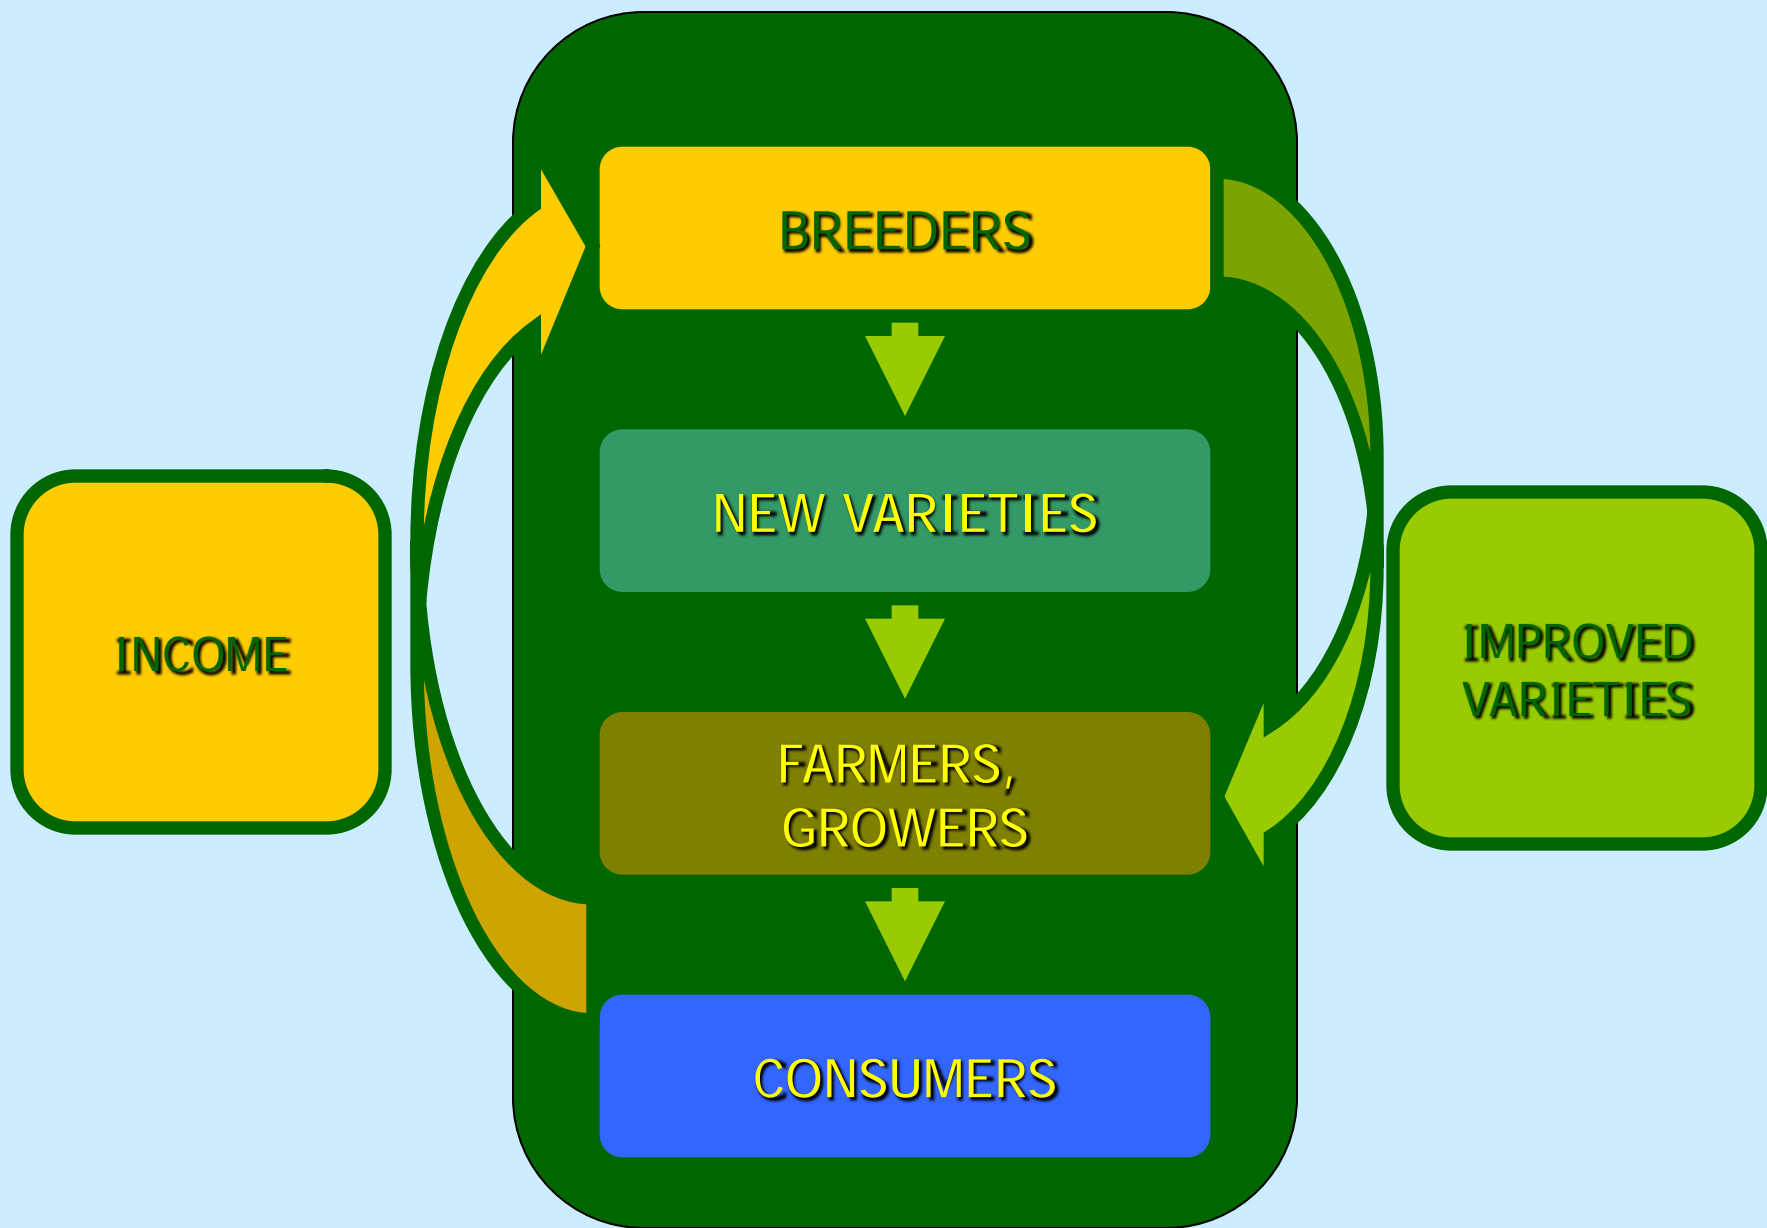 BREEDERS
NEW VARIETIES
INCOME
IMPROVED
VARIETIES
FARMERS,
GROWERS
CONSUMERS